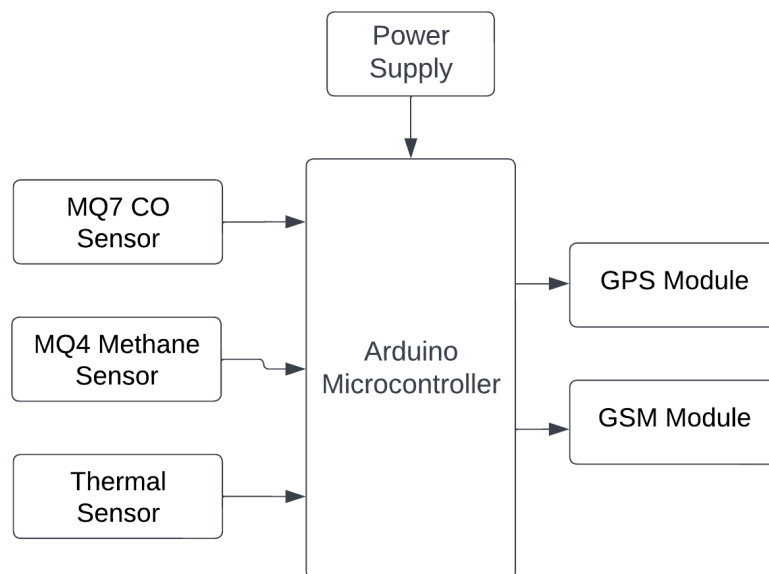 Power
Supply
MQ7 CO
Sensor
MQ4 Methane
Sensor
Thermal
Sensor
Arduino
Microcontroller
GPS Module
GSM Module